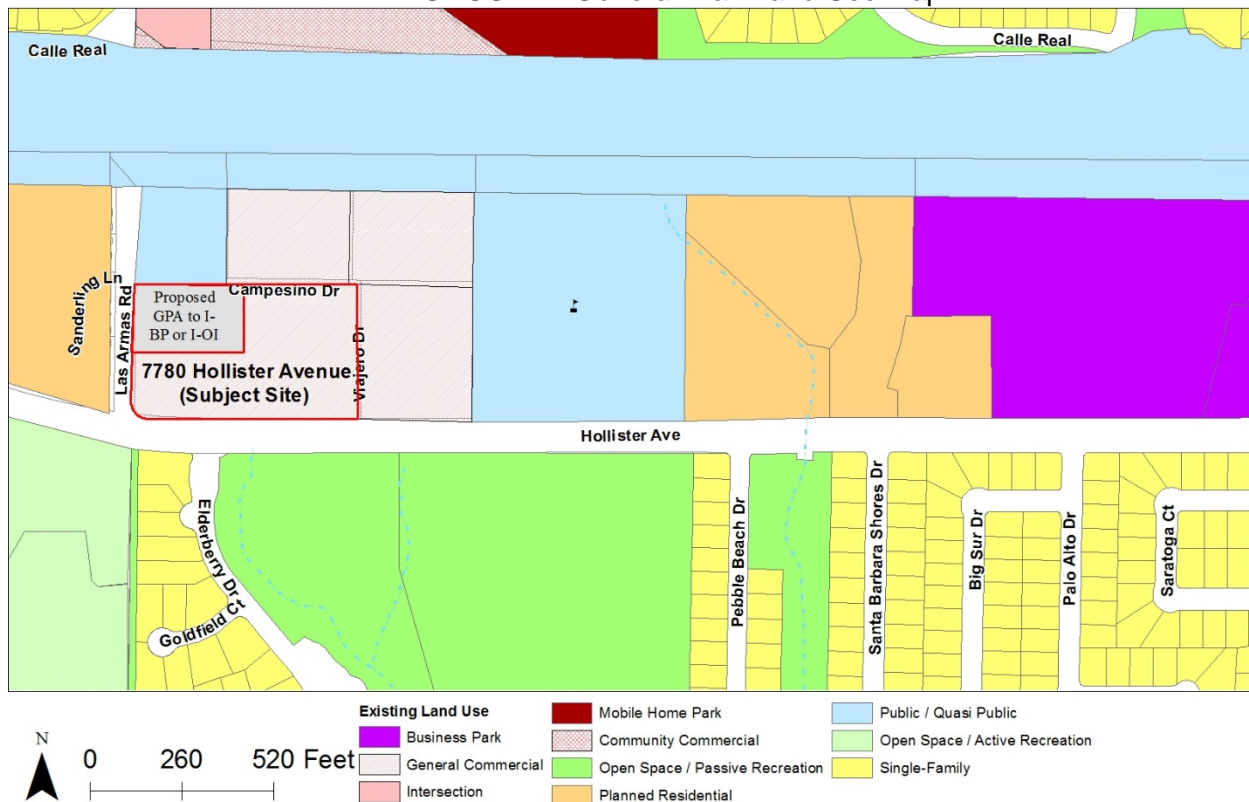 Calle Real
Calle Real
Sanderling Ln
Las Armas Rd
Campesino Dr
Proposed
GPA to I-
BP or I-OI
Viajero Dr
7780 Hollister Avenue
(Subject Site)
Hollister Ave
Elderberry Dr
Goldfield Ct
Pebble Beach Dr
Santa Barbara Shores Dr
Big Sur Dr
Palo Alto Dr
Saratoga Ct
N
0 260 520 Feet
Existing Land Use
Business Park
General Commercial
Intersection
Mobile Home Park
Community Commercial
Open Space / Passive Recreation
Planned Residential
Public / Quasi Public
Open Space / Active Recreation
Single-Family